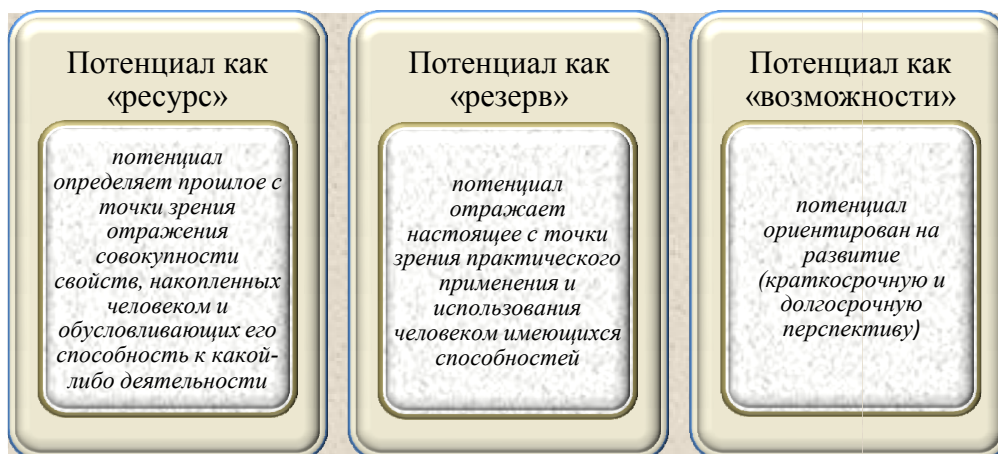 Потенциал как
«ресурс»
потенциал
определяет прошлое с
точки зрения
отражения
совокупности
свойств, накопленных
человеком и
обусловливающих его
способность к какой-
либо деятельности
Потенциал как
«резерв»
потенциал
отражает
настоящее с точки
зрения практического
применения и
использования
человеком имеющихся
способностей
Потенциал как
«возможности»
потенциал
ориентирован на
развитие
(краткосрочную и
долгосрочную
перспективу)